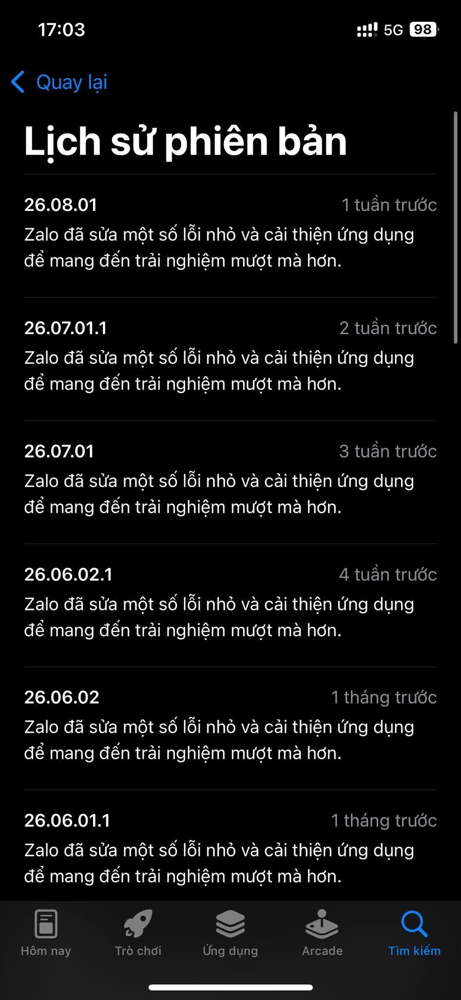 17:03
5G 98
Quay lại
Lịch sử phiên bản
26.08.01 1 tuần trước
Zalo đã sửa một số lỗi nhỏ và cải thiện ứng dụng
để mang đến trải nghiệm mượt mà hơn.
26.07.01.1 2 tuần trước
Zalo đã sửa một số lỗi nhỏ và cải thiện ứng dụng
để mang đến trải nghiệm mượt mà hơn.
26.07.01 3 tuần trước
Zalo đã sửa một số lỗi nhỏ và cải thiện ứng dụng
để mang đến trải nghiệm mượt mà hơn.
26.06.02.1 4 tuần trước
Zalo đã sửa một số lỗi nhỏ và cải thiện ứng dụng
để mang đến trải nghiệm mượt mà hơn.
26.06.02 1 tháng trước
Zalo đã sửa một số lỗi nhỏ và cải thiện ứng dụng
để mang đến trải nghiệm mượt mà hơn.
26.06.01.1 1 tháng trước
Zalo đã sửa một số lỗi nhỏ và cải thiện ứng dụng
để mang đến trải nghiệm mượt mà hơn.
Hôm nay Trò chơi Ứng dụng Arcade Tìm kiếm